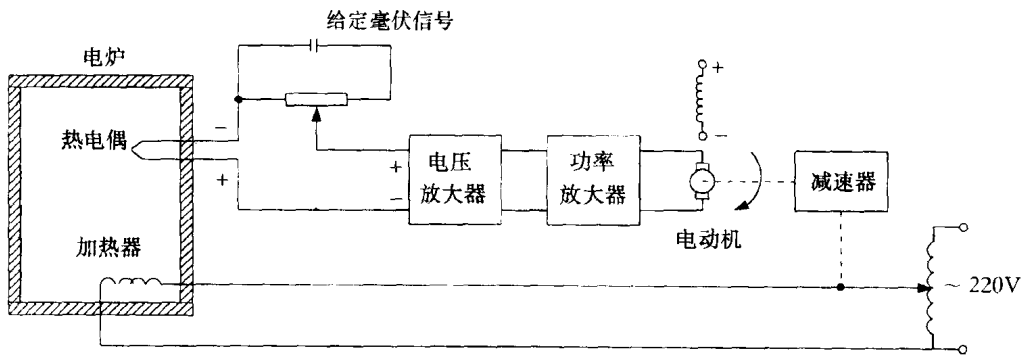 给定毫伏信号
电炉
热电偶
−
+
+
−
电压
放大器
功率
放大器
+
−
电动机
减速器
加热器
~ 220V